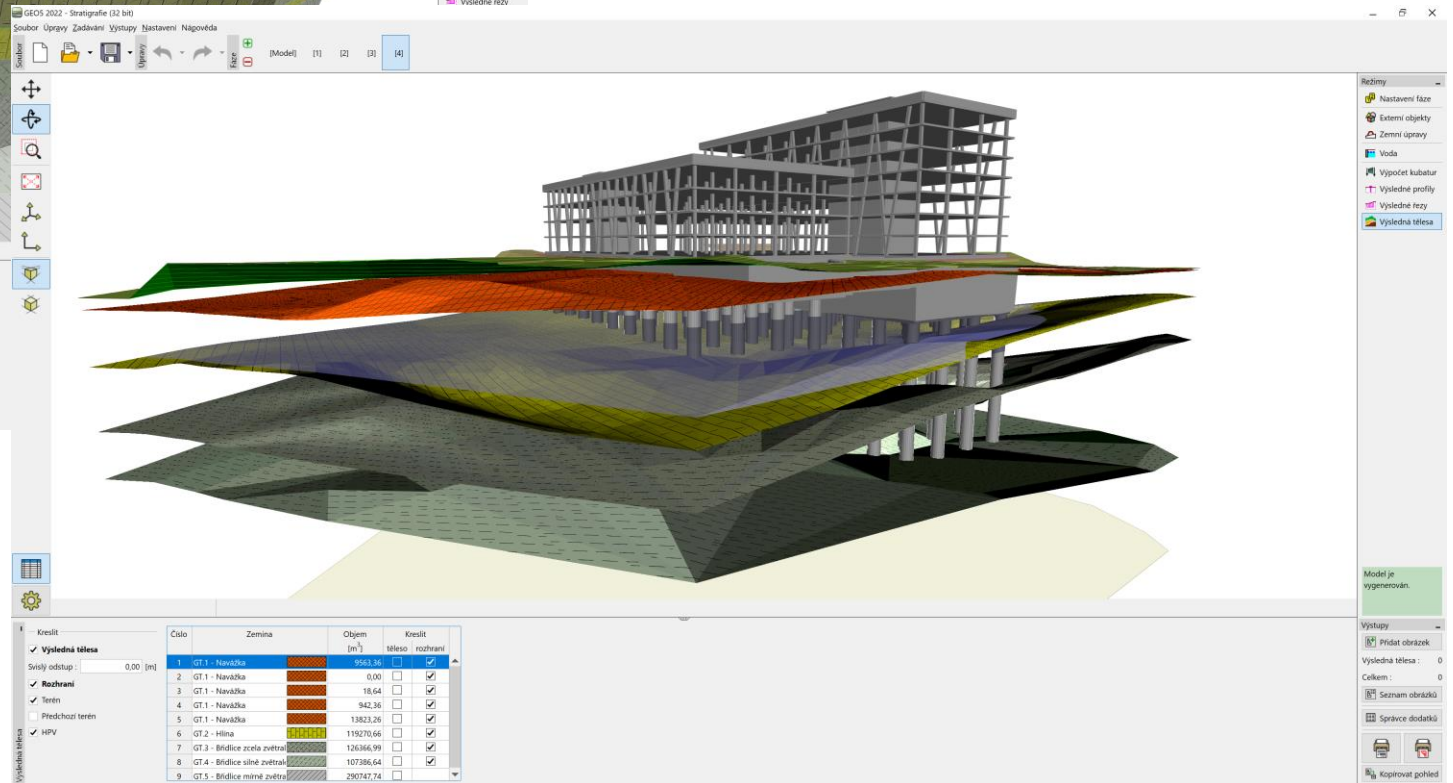 Výsledné řezy
GEO5 2022 - Stratigrafie (32 bit)
Soubor Úpravy Zadávání Výstupy Nastavení Nápověda
Soubor
Úpravy
Fáze
[Model] [1] [2] [3] [4]
Režimy
Nastavení fáze
Externí objekty
Zemní úpravy
Voda
Výpočet kubatur
Výsledné profily
Výsledné řezy
Výsledná tělesa
Model je
vygenerován.
Výsledná tělesa
Kreslit
Výsledná tělesa
Svislý odstup : 0,00 [m]
Rozhraní
Terén
Předchozí terén
HPV
Číslo Zemina Objem Kreslit
[m³] těleso rozhraní
1 GT.1 - Navážka 9563,36
2 GT.1 - Navážka 0,00
3 GT.1 - Navážka 18,64
4 GT.1 - Navážka 942,36
5 GT.1 - Navážka 13823,26
6 GT.2 - Hlína 119270,66
7 GT.3 - Břidlice zcela zvětral 126366,99
8 GT.4 - Břidlice silně zvětral 107386,64
9 GT.5 - Břidlice mírně zvětra 290747,74
Výstupy
Přidat obrázek
Výsledná tělesa : 0
Celkem : 0
Seznam obrázků
Správce dodatků
Kopírovat pohled